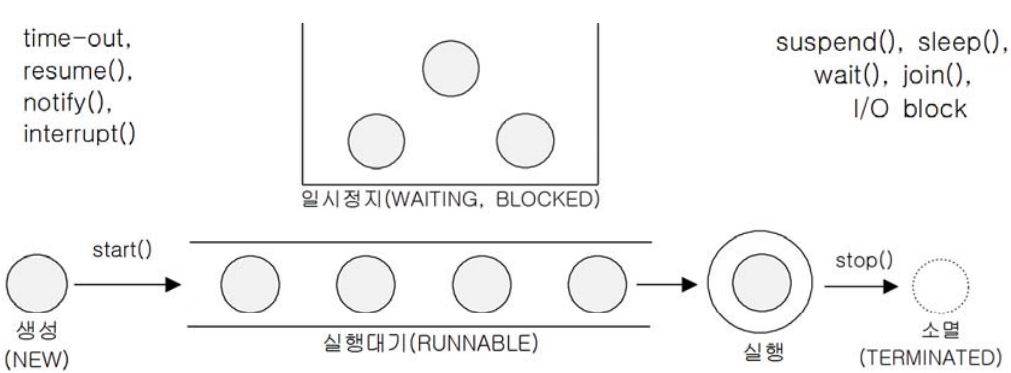 time-out,
resume(),
notify(),
interrupt()
suspend(), sleep(),
wait(), join(),
I/O block
일시정지(WAITING, BLOCKED)
start()
stop()
생성
(NEW)
실행대기(RUNNABLE)
실행
소멸
(TERMINATED)